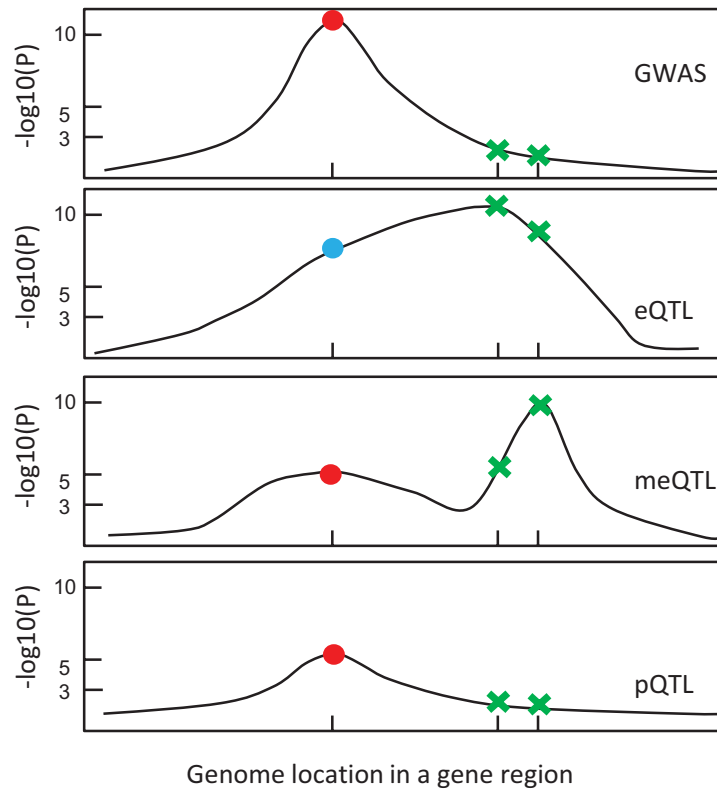 -log10(P)
10
5
3
GWAS
-log10(P)
10
5
3
eQTL
-log10(P)
10
5
3
meQTL
-log10(P)
10
5
3
pQTL
Genome location in a gene region